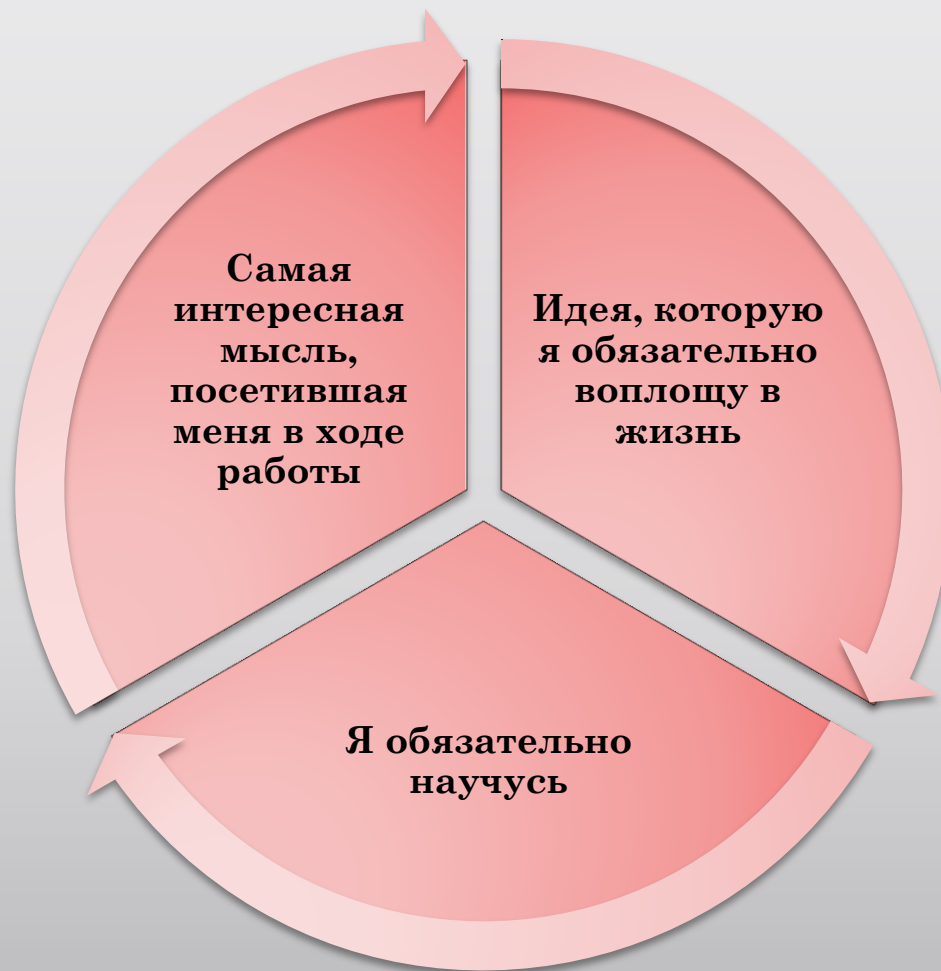 Самая
интересная
мысль,
посетившая
меня в ходе
работы
Идея, которую
я обязательно
воплощу в
жизнь
Я обязательно
научусь